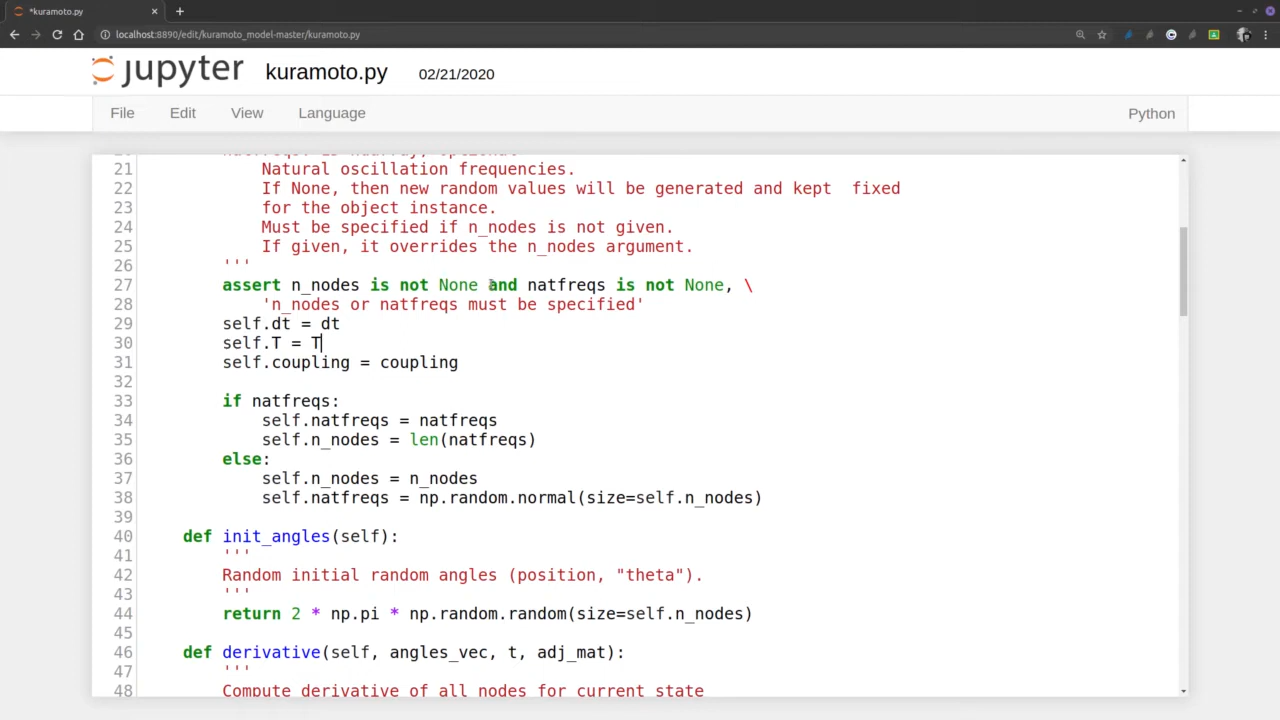 *kuramoto.py
localhost:8890/edit/kuramoto_model-master/kuramoto.py
jupyter kuramoto.py 02/21/2020
File Edit View Language Python
21 Natural oscillation frequencies.
22 If None, then new random values will be generated and kept  fixed
23 for the object instance.
24 Must be specified if n_nodes is not given.
25 If given, it overrides the n_nodes argument.
26 '''
27 assert n_nodes is not None and natfreqs is not None, \
28 'n_nodes or natfreqs must be specified'
29 self.dt = dt
30 self.T = T
31 self.coupling = coupling
32
33 if natfreqs:
34 self.natfreqs = natfreqs
35 self.n_nodes = len(natfreqs)
36 else:
37 self.n_nodes = n_nodes
38 self.natfreqs = np.random.normal(size=self.n_nodes)
39
40 def init_angles(self):
41 '''
42 Random initial random angles (position, "theta").
43 '''
44 return 2 * np.pi * np.random.random(size=self.n_nodes)
45
46 def derivative(self, angles_vec, t, adj_mat):
47 '''
48 Compute derivative of all nodes for current state